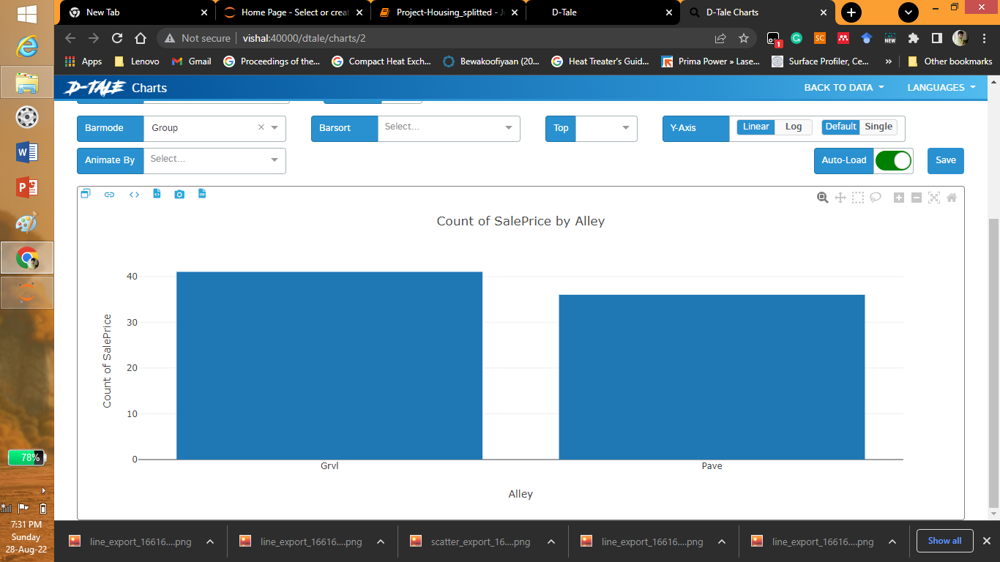 New Tab
Home Page - Select or creat
Project-Housing_splitted - J
D-Tale
D-Tale Charts
Not secure | vishal:40000/dtale/charts/2
SC
NEW
1
Apps
Lenovo
Gmail
Proceedings of the...
Compact Heat Exch...
Bewakoofiyaan (20...
Heat Treater's Guid...
Prima Power » Lase...
Surface Profiler, Ce...
»
Other bookmarks
D-TALE Charts
BACK TO DATA
LANGUAGES
Barmode
Group
Barsort
Select...
Top
Y-Axis
Linear
Log
Default
Single
Animate By
Select...
Auto-Load
Save
Count of SalePrice by Alley
Count of SalePrice
40
30
20
10
0
Grvl
Pave
Alley
78%
7:31 PM
Sunday
28-Aug-22
line_export_16616....png
line_export_16616....png
scatter_export_16....png
line_export_16616....png
line_export_16616....png
Show all